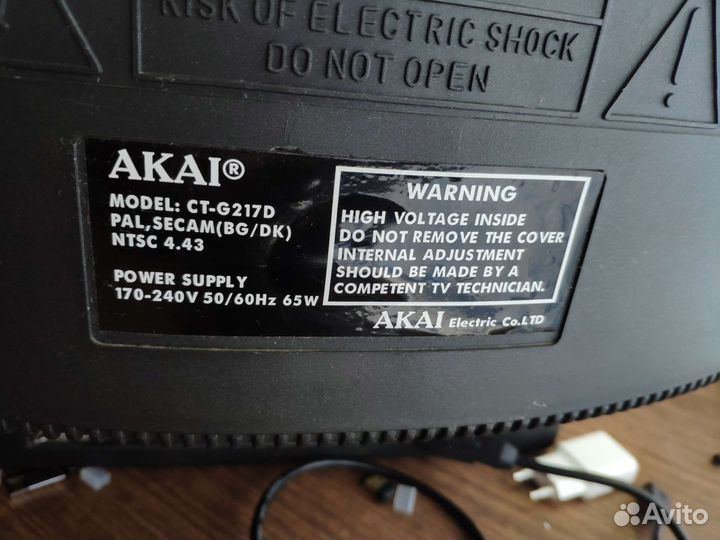 RISK OF ELECTRIC SHOCK
DO NOT OPEN
AKAI®
MODEL: CT-G217D
PAL,SECAM(BG/DK)
NTSC 4.43
POWER SUPPLY
170-240V 50/60Hz 65W
WARNING
HIGH VOLTAGE INSIDE
DO NOT REMOVE THE COVER
INTERNAL ADJUSTMENT
SHOULD BE MADE BY A
COMPETENT TV TECHNICIAN.
AKAI Electric Co.LTD
Avito